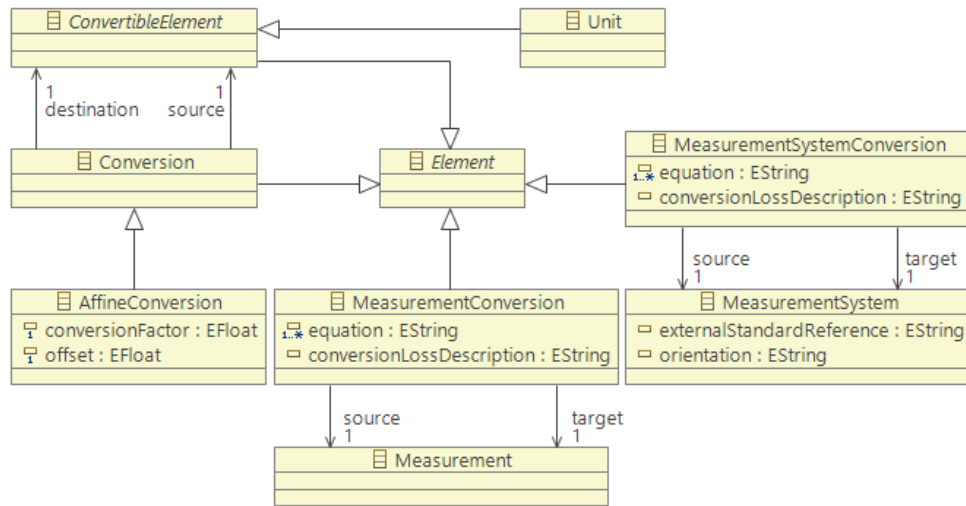 ConvertibleElement
Unit
1
destination
1
source
Conversion
Element
MeasurementSystemConversion
1..* equation : EString
conversionLossDescription : EString
source
1
target
1
AffineConversion
1 conversionFactor : EFloat
1 offset : EFloat
MeasurementConversion
1..* equation : EString
conversionLossDescription : EString
MeasurementSystem
externalStandardReference : EString
orientation : EString
source
1
target
1
Measurement